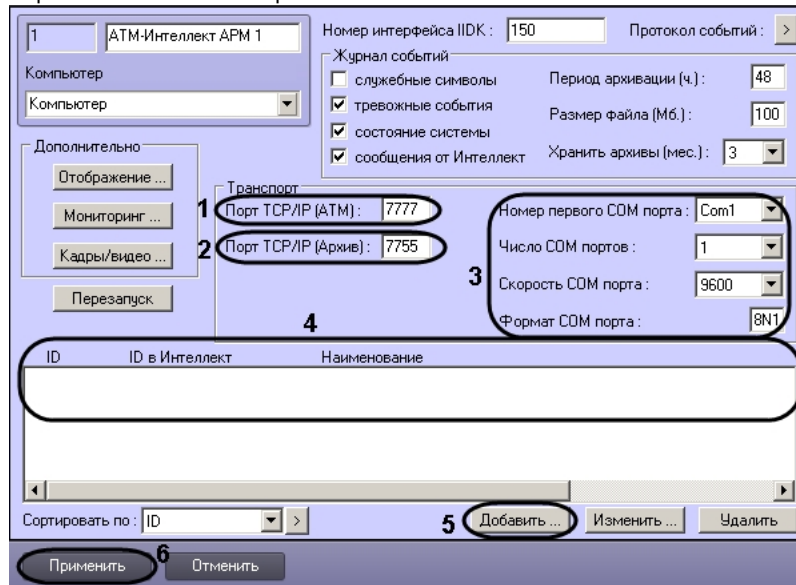 1 АТМ-Интеллект АРМ 1
Компьютер
Компьютер
Номер интерфейса IIDK : 150
Протокол событий : >
Журнал событий
служебные символы
тревожные события
состояние системы
сообщения от Интеллект
Период архивации (ч.) : 48
Размер файла (Мб.) : 100
Хранить архивы (мес.) : 3
Дополнительно
Отображение ...
Мониторинг ...
Кадры/видео ...
Перезапуск
Транспорт
1 Порт TCP/IP (АТМ) : 7777
2 Порт TCP/IP (Архив) : 7755
3
Номер первого COM порта : Com1
Число COM портов : 1
Скорость COM порта : 9600
Формат COM порта : 8N1
4
ID ID в Интеллект Наименование
Сортировать по : ID >
5 Добавить ... Изменить ... Удалить
Применить 6 Отменить